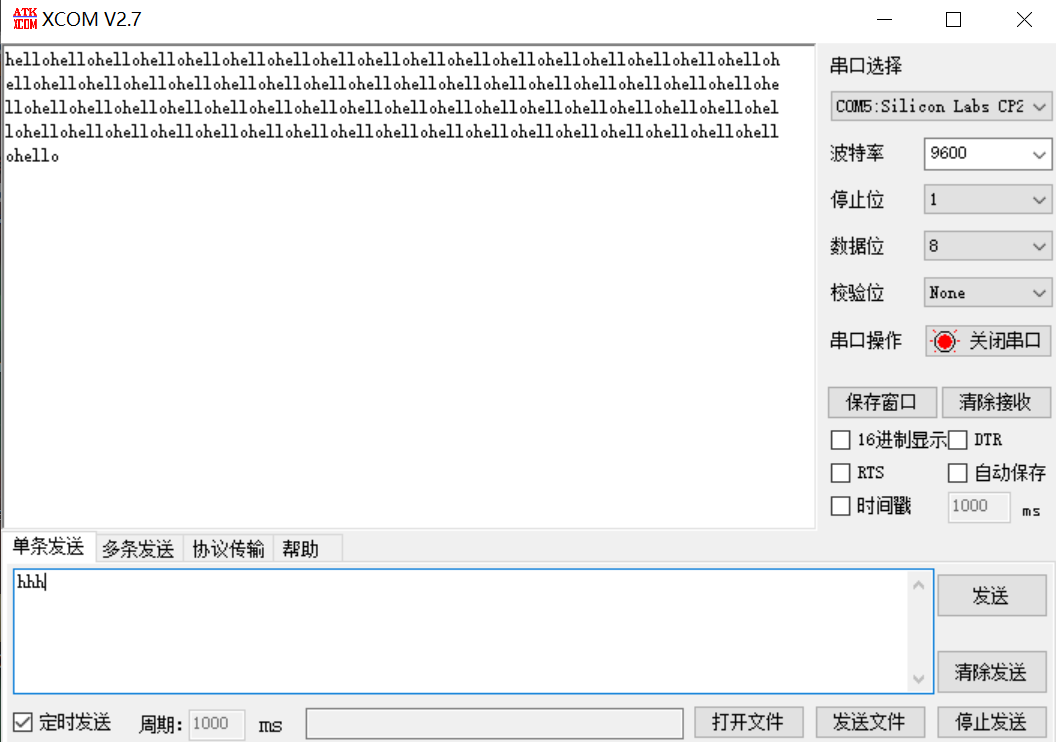 ATK
XCOM
XCOM V2.7
hellohellohellohellohellohellohellohellohellohellohellohellohellohellohellohelloh
ellohellohellohellohellohellohellohellohellohellohellohellohellohellohellohellohe
llohellohellohellohellohellohellohellohellohellohellohellohellohellohellohellohel
lohellohellohellohellohellohellohellohellohellohellohellohellohellohellohellohell
ohello
串口选择
COM5:Silicon Labs CP2
波特率 9600
停止位 1
数据位 8
校验位 None
串口操作 关闭串口
保存窗口 清除接收
16进制显示 DTR
RTS 自动保存
时间戳 1000 ms
单条发送 多条发送 协议传输 帮助
hhh
发送
清除发送
定时发送 周期: 1000 ms 打开文件 发送文件 停止发送